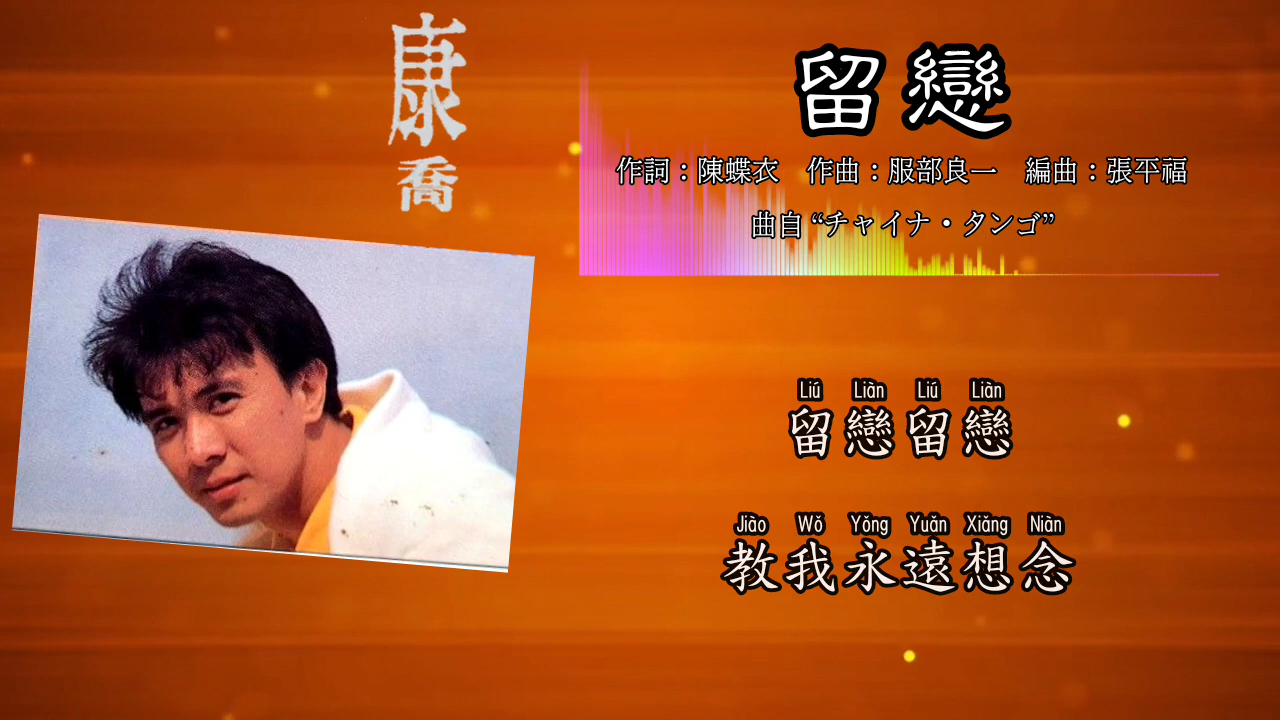 康喬
留戀
作詞：陳蝶衣　作曲：服部良一　編曲：張平福
曲自 “チャイナ・タンゴ”
Liú Liàn Liú Liàn
留戀留戀
Jiào Wǒ Yǒng Yuǎn Xiǎng Niàn
教我永遠想念